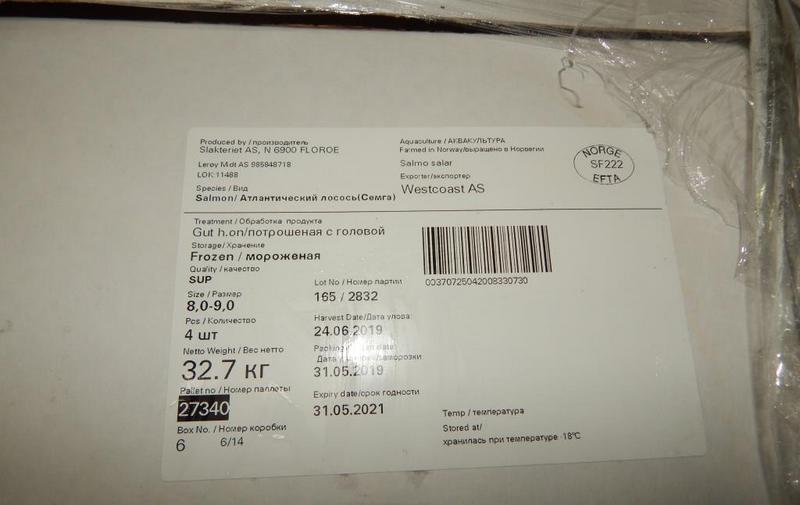 Produced by / производитель
Slakteriet AS, N 6900 FLOROE
Lerøy Midt AS 985848718
LOK:11488
Species / Вид
Salmon/ Атлантический лосось(Семга)
Aquaculture / АКВАКУЛЬТУРА
Farmed in Norway/выращено в Норвегии
Salmo salar
Exporter/экспортер
Westcoast AS
NORGE
SF222
EFTA
Treatment / Обработка продукта
Gut h.on/потрошеная с головой
Storage/ Хранение
Frozen / мороженая
Quality / качество
SUP
Size / Размер
8,0-9,0
Pcs / Количество
4 шт
Netto Weight / Вес нетто
32.7 кг
Pallet no / Номер паллеты
27340
Box No. / Номер коробки
6 6/14
Lot No / Номер партии
165 / 2832
Harvest Date/Дата улова:
24.06.2019
date/
Дата
31.05.2019
Expiry date/срок годности
31.05.2021
00370725042008330730
Temp / температура
Stored at/
хранилась при температуре -18°C